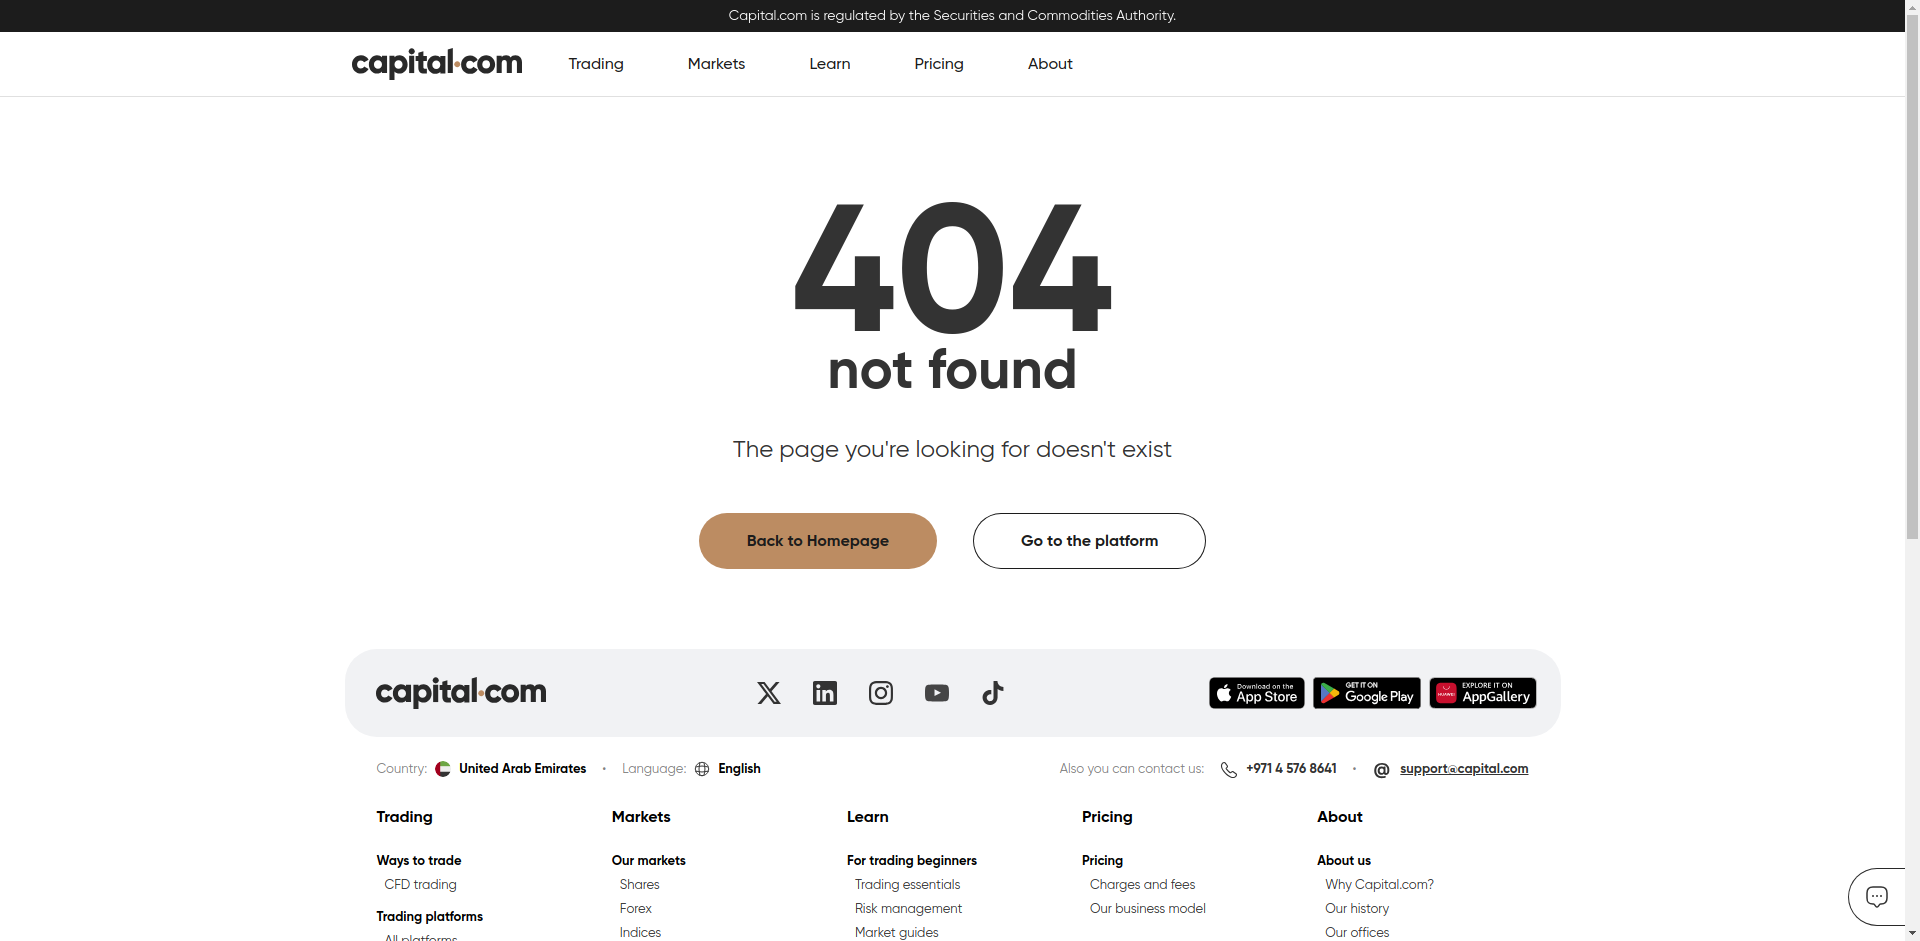 Capital.com is regulated by the Securities and Commodities Authority.
capital.com Trading Markets Learn Pricing About
404
not found
The page you're looking for doesn't exist
Back to Homepage Go to the platform
capital.com Download on the App Store GET IT ON Google Play HUAWEI EXPLORE IT ON AppGallery
Country: United Arab Emirates • Language: English Also you can contact us: +971 4 576 8641 • @ support@capital.com
Trading Markets Learn Pricing About
Ways to trade Our markets For trading beginners Pricing About us
CFD trading Shares Trading essentials Charges and fees Why Capital.com?
Forex Risk management Our business model Our history
Trading platforms
Indices Market guides Our offices
All platforms